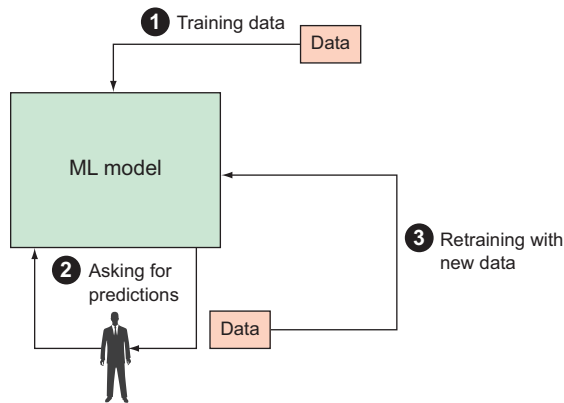 1 Training data
Data
ML model
3 Retraining with
new data
2 Asking for
predictions
Data